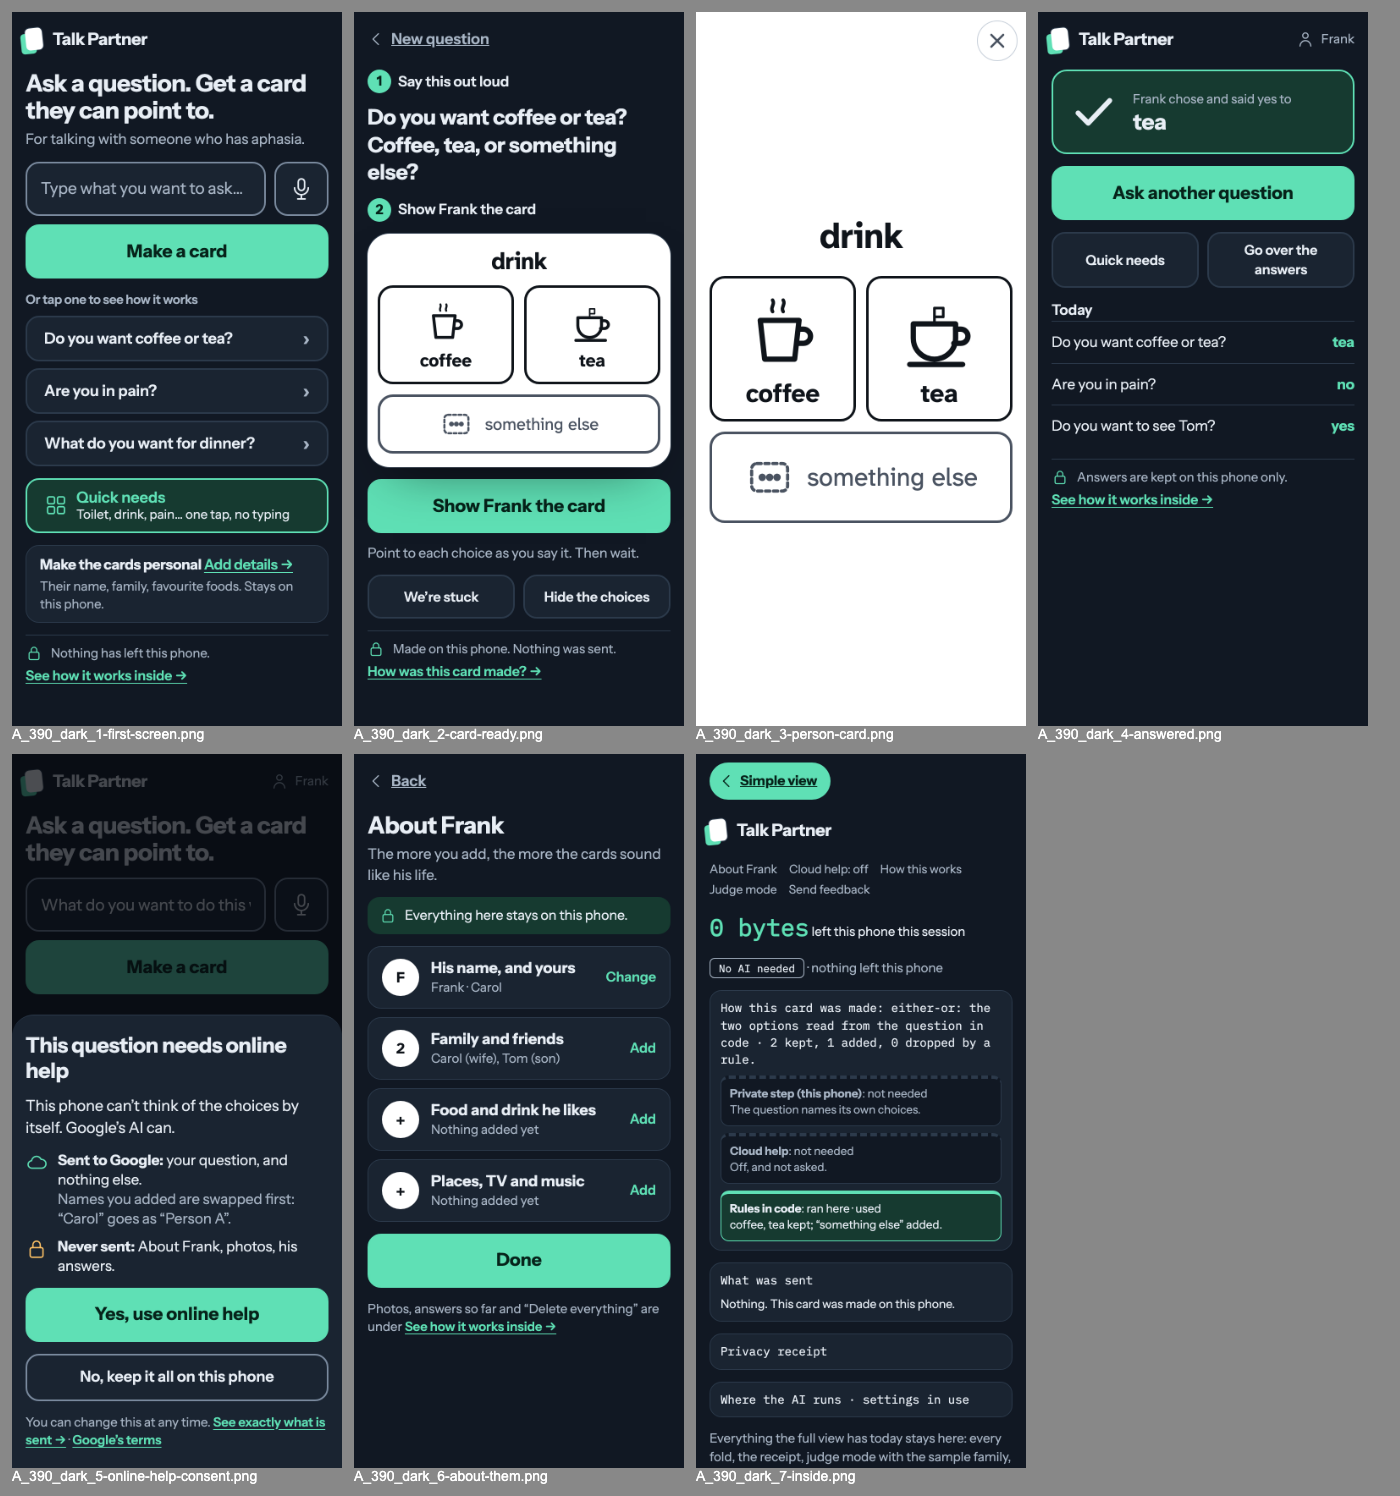 Talk Partner
Ask a question. Get a card
they can point to.
For talking with someone who has aphasia.
Type what you want to ask...
Make a card
Or tap one to see how it works
Do you want coffee or tea?
Are you in pain?
What do you want for dinner?
Quick needs
Toilet, drink, pain... one tap, no typing
Make the cards personal Add details →
Their name, family, favourite foods. Stays on
this phone.
Nothing has left this phone.
See how it works inside →
A_390_dark_1-first-screen.png
New question
1 Say this out loud
Do you want coffee or tea?
Coffee, tea, or something
else?
2 Show Frank the card
drink
coffee tea
something else
Show Frank the card
Point to each choice as you say it. Then wait.
We're stuck Hide the choices
Made on this phone. Nothing was sent.
How was this card made? →
A_390_dark_2-card-ready.png
drink
coffee tea
something else
A_390_dark_3-person-card.png
Talk Partner Frank
Frank chose and said yes to
tea
Ask another question
Quick needs
Go over the
answers
Today
Do you want coffee or tea? tea
Are you in pain? no
Do you want to see Tom? yes
Answers are kept on this phone only.
See how it works inside →
A_390_dark_4-answered.png
Talk Partner Frank
Ask a question. Get a card
they can point to.
What do you want to do this
Make a card
This question needs online
help
This phone can't think of the choices by
itself. Google's AI can.
Sent to Google: your question, and
nothing else.
Names you added are swapped first:
“Carol” goes as “Person A”.
Never sent: About Frank, photos, his
answers.
Yes, use online help
No, keep it all on this phone
You can change this at any time. See exactly what is
sent → · Google's terms
A_390_dark_5-online-help-consent.png
Back
About Frank
The more you add, the more the cards sound
like his life.
Everything here stays on this phone.
F His name, and yours Change
Frank · Carol
2 Family and friends Add
Carol (wife), Tom (son)
+ Food and drink he likes Add
Nothing added yet
+ Places, TV and music Add
Nothing added yet
Done
Photos, answers so far and “Delete everything” are
under See how it works inside →
A_390_dark_6-about-them.png
Simple view
Talk Partner
About Frank Cloud help: off How this works
Judge mode Send feedback
0 bytes left this phone this session
No AI needed · nothing left this phone
How this card was made: either-or: the
two options read from the question in
code · 2 kept, 1 added, 0 dropped by a
rule.
Private step (this phone): not needed
The question names its own choices.
Cloud help: not needed
Off, and not asked.
Rules in code: ran here · used
coffee, tea kept; “something else” added.
What was sent
Nothing. This card was made on this phone.
Privacy receipt
Where the AI runs · settings in use
Everything the full view has today stays here: every
fold, the receipt, judge mode with the sample family,
A_390_dark_7-inside.png